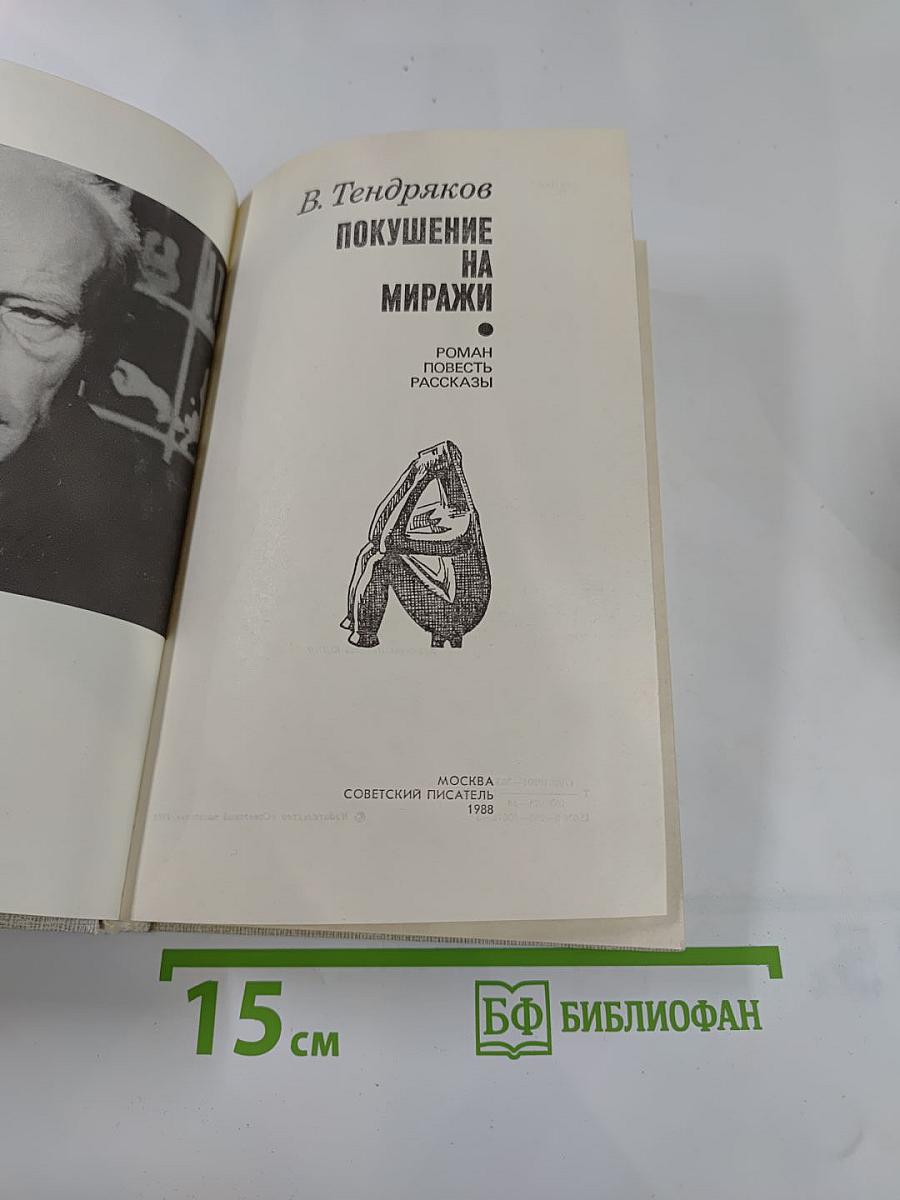 В. Тендряков
ПОКУШЕНИЕ
НА
МИРАЖИ
РОМАН
ПОВЕСТЬ
РАССКАЗЫ
МОСКВА
СОВЕТСКИЙ ПИСАТЕЛЬ
1988
15 см
БФ БИБЛИОФАН